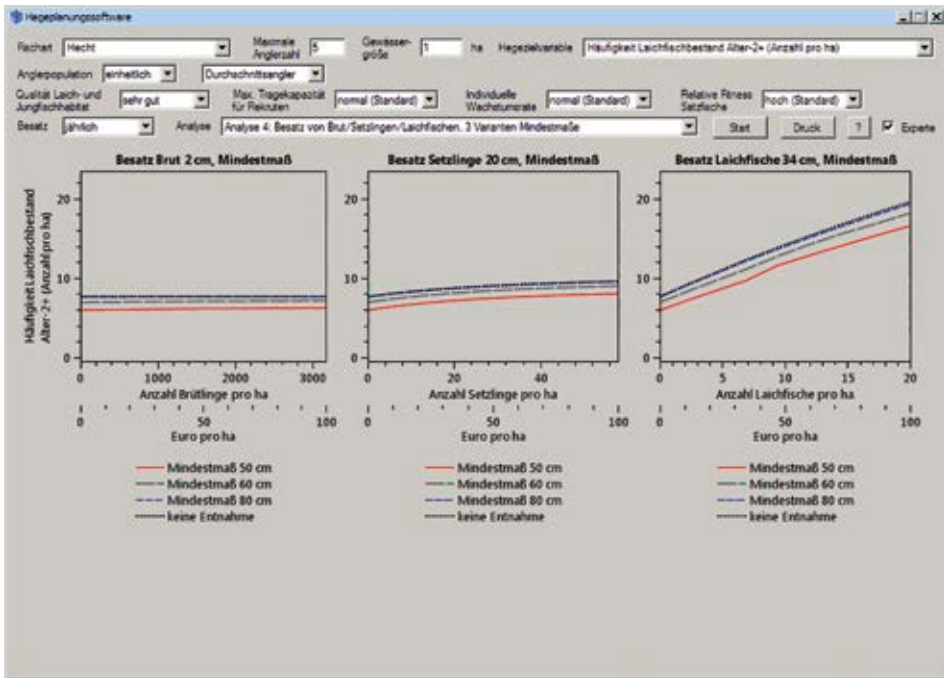 Hegeplanungssoftware
Fischart Hecht Maximale Anglerzahl 5 Gewässer-größe 1 ha Hegezielvariable Häufigkeit Laichfischbestand Alter-2+ (Anzahl pro ha)
Anglerpopulation einheitlich Durchschnittsangler
Qualität Laich- und Jungfischhabitat sehr gut Max. Tragekapazität für Rekruten normal (Standard) Individuelle Wachstumsrate normal (Standard) Relative Fitness Setzfische hoch (Standard)
Besatz jährlich Analyse Analyse 4: Besatz von Brut/Setzlingen/Laichfischen, 3 Varianten Mindestmaße Start Druck ? Experte
Besatz Brut 2 cm, Mindestmaß
Häufigkeit Laichfischbestand
Alter-2+ (Anzahl pro ha)
20
10
0
0 1000 2000 3000
Anzahl Brütlinge pro ha
0 50 100
Euro pro ha
Mindestmaß 50 cm
Mindestmaß 60 cm
Mindestmaß 80 cm
keine Entnahme
Besatz Setzlinge 20 cm, Mindestmaß
20
10
0
0 20 40
Anzahl Setzlinge pro ha
0 50 100
Euro pro ha
Mindestmaß 50 cm
Mindestmaß 60 cm
Mindestmaß 80 cm
keine Entnahme
Besatz Laichfische 34 cm, Mindestmaß
20
10
0
0 5 10 15 20
Anzahl Laichfische pro ha
0 50 100
Euro pro ha
Mindestmaß 50 cm
Mindestmaß 60 cm
Mindestmaß 80 cm
keine Entnahme